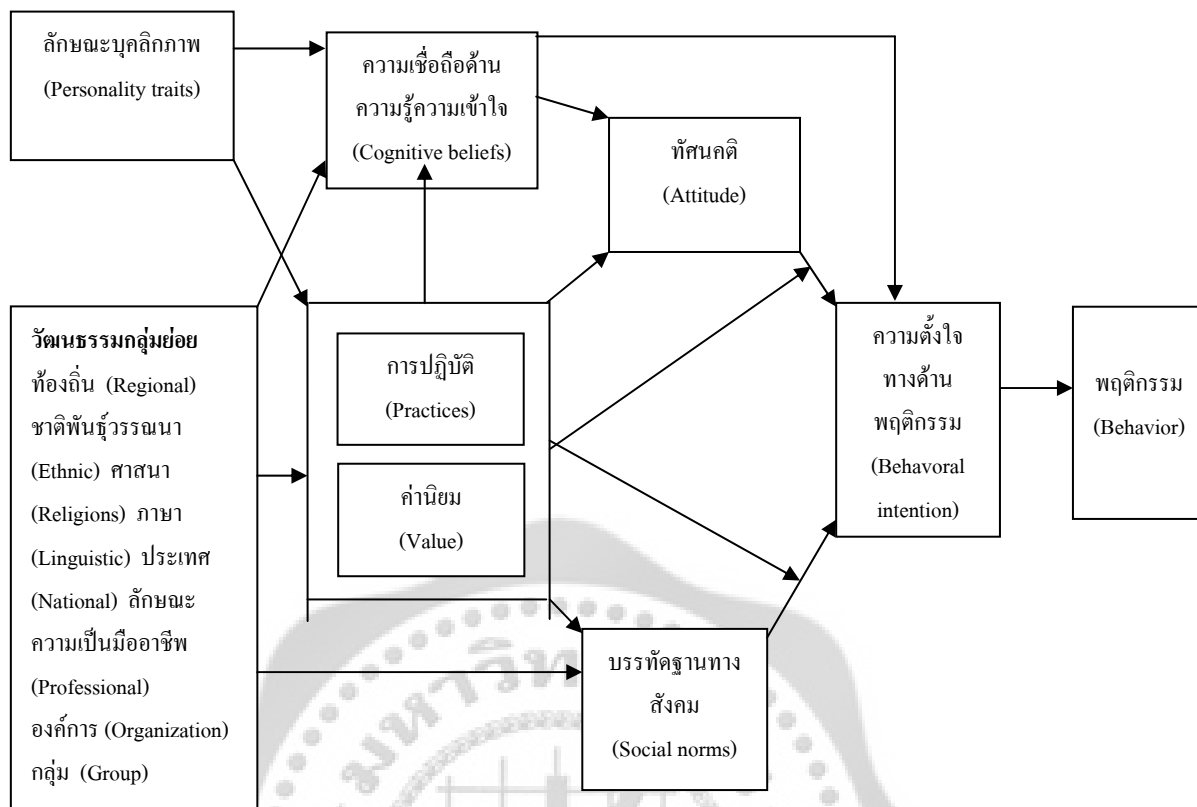 ลักษณะบุคลิกภาพ
(Personality traits)
ความเชื่อถือด้าน
ความรู้ความเข้าใจ
(Cognitive beliefs)
ทัศนคติ
(Attitude)
วัฒนธรรมกลุ่มย่อย
ท้องถิ่น (Regional)
ชาติพันธุ์วรรณนา
(Ethnic) ศาสนา
(Religions) ภาษา
(Linguistic) ประเทศ
(National) ลักษณะ
ความเป็นมืออาชีพ
(Professional)
องค์การ (Organization)
กลุ่ม (Group)
การปฏิบัติ
(Practices)
ค่านิยม
(Value)
ความตั้งใจ
ทางด้าน
พฤติกรรม
(Behavoral
intention)
พฤติกรรม
(Behavior)
บรรทัดฐานทาง
สังคม
(Social norms)
มหาวิท